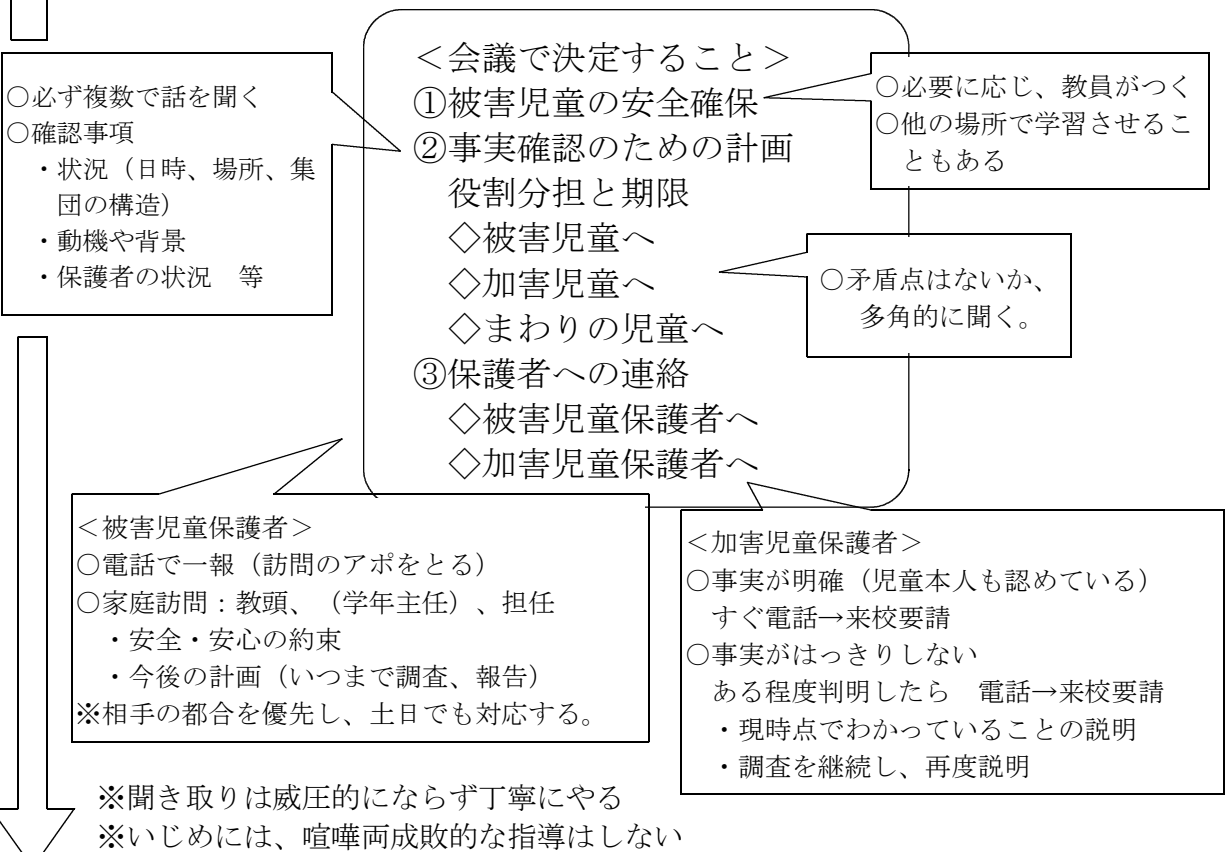 ＜会議で決定すること＞
①被害児童の安全確保
②事実確認のための計画
役割分担と期限
◇被害児童へ
◇加害児童へ
◇まわりの児童へ
③保護者への連絡
◇被害児童保護者へ
◇加害児童保護者へ
○必ず複数で話を聞く
○確認事項
・状況（日時、場所、集
団の構造）
・動機や背景
・保護者の状況　等
○必要に応じ、教員がつく
○他の場所で学習させるこ
ともある
○矛盾点はないか、
多角的に聞く。
＜被害児童保護者＞
○電話で一報（訪問のアポをとる）
○家庭訪問：教頭、（学年主任）、担任
・安全・安心の約束
・今後の計画（いつまで調査、報告）
※相手の都合を優先し、土日でも対応する。
＜加害児童保護者＞
○事実が明確（児童本人も認めている）
すぐ電話→来校要請
○事実がはっきりしない
ある程度判明したら　電話→来校要請
・現時点でわかっていることの説明
・調査を継続し、再度説明
※聞き取りは威圧的にならず丁寧にやる
※いじめには、喧嘩両成敗的な指導はしない